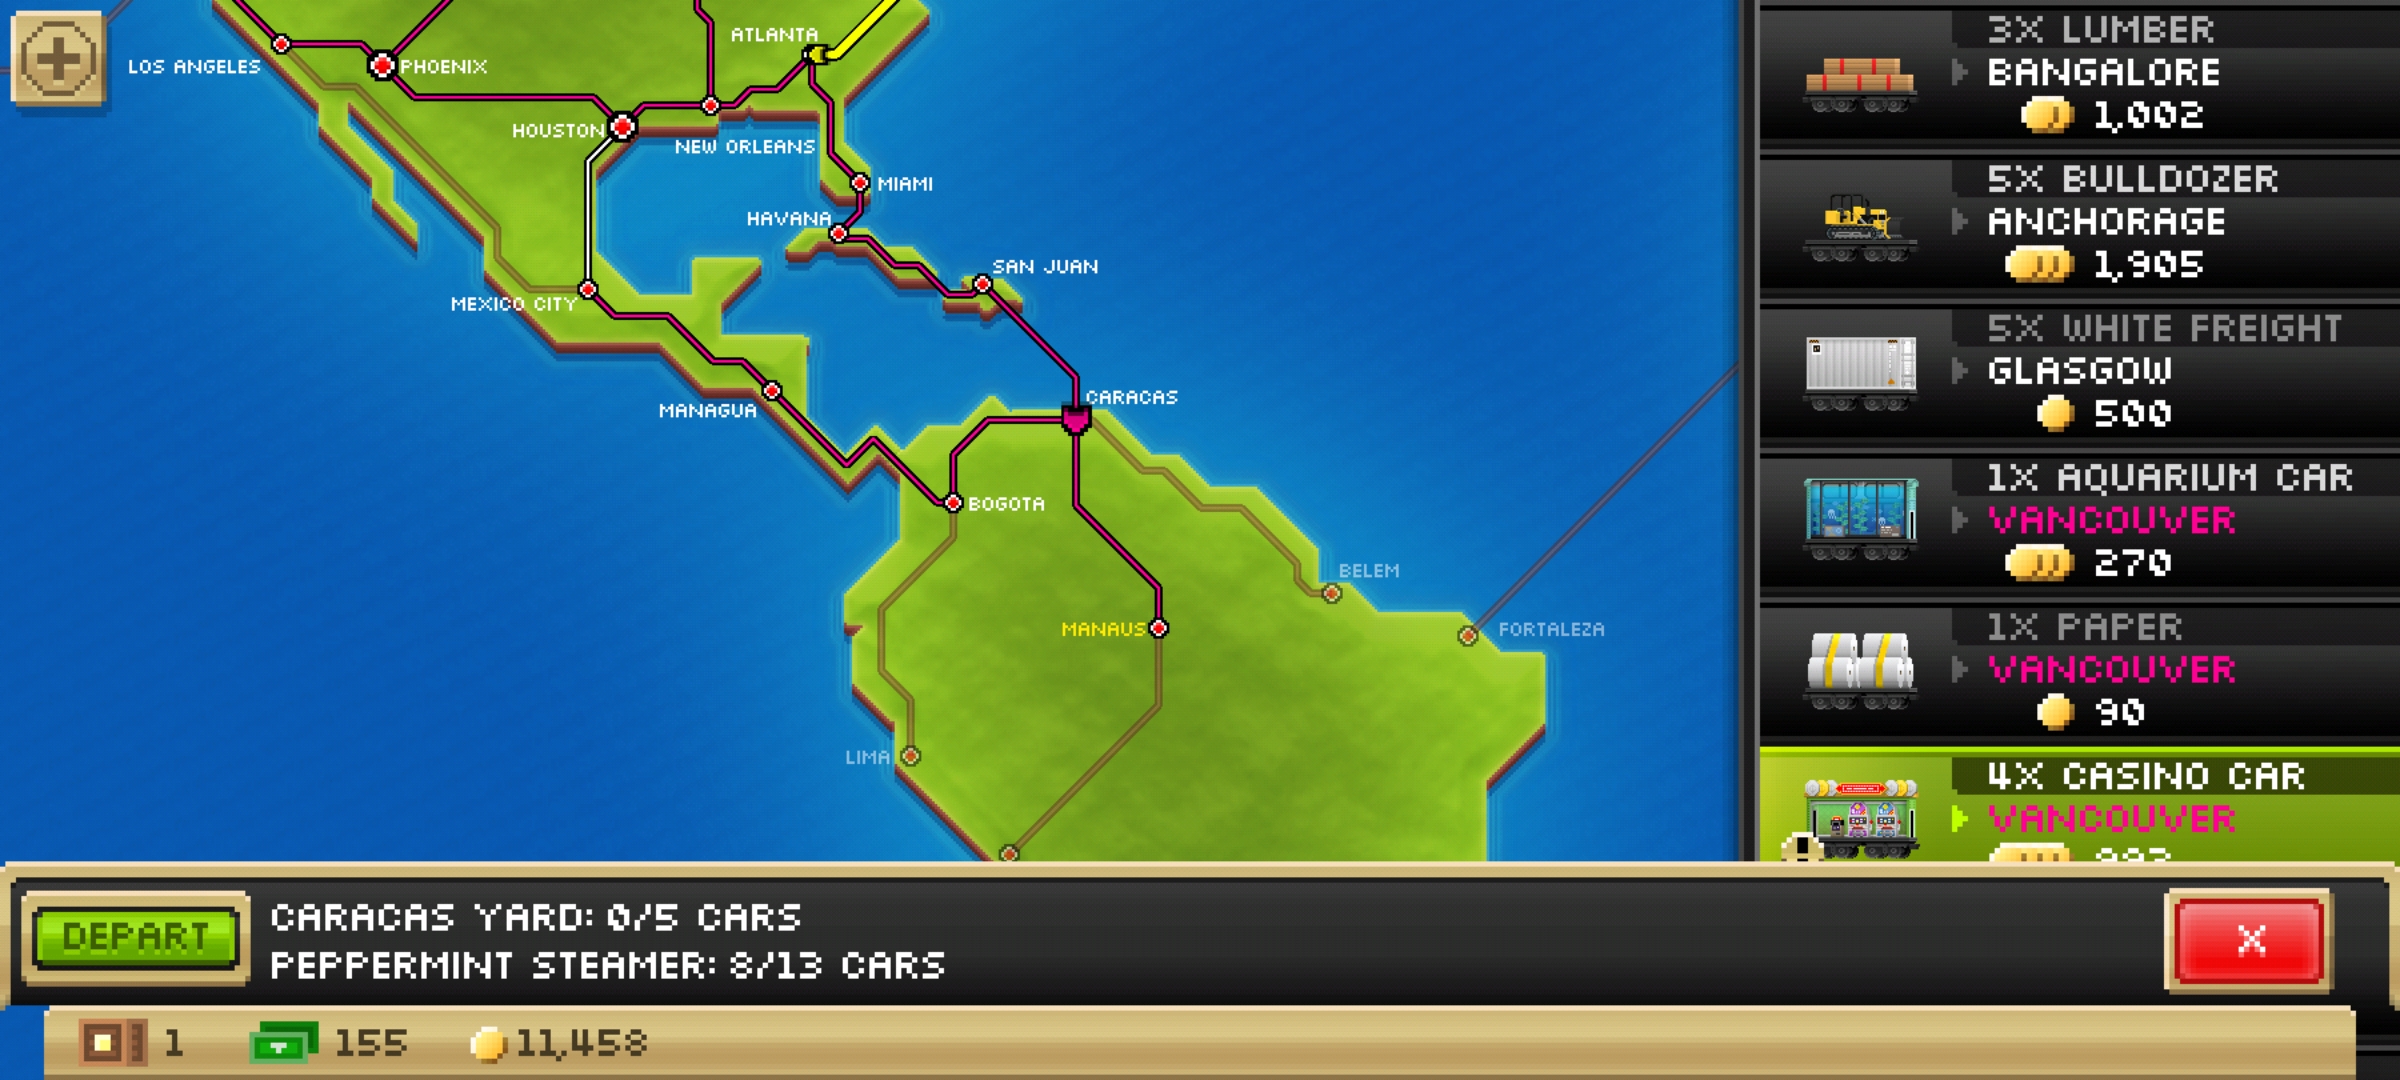 LOS ANGELES
PHOENIX
ATLANTA
HOUSTON
NEW ORLEANS
MIAMI
HAVANA
SAN JUAN
MEXICO CITY
MANAGUA
CARACAS
BOGOTA
BELEM
MANAUS
FORTALEZA
LIMA
3X LUMBER
BANGALORE
1,002
5X BULLDOZER
ANCHORAGE
1,905
5X WHITE FREIGHT
GLASGOW
500
1X AQUARIUM CAR
VANCOUVER
270
1X PAPER
VANCOUVER
90
4X CASINO CAR
VANCOUVER
DEPART
CARACAS YARD: 0/5 CARS
PEPPERMINT STEAMER: 8/13 CARS
X
1
155
11,458